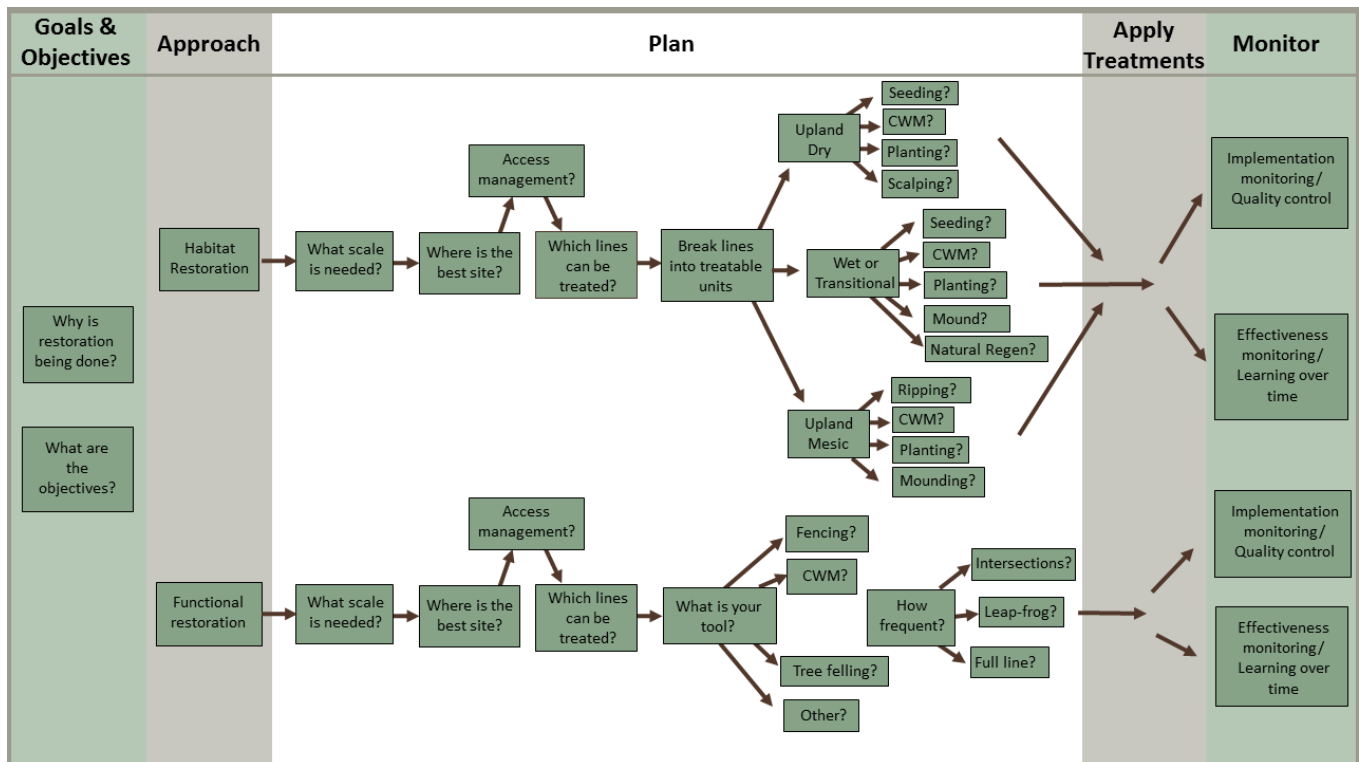 Goals &
Objectives
Approach
Plan
Apply
Treatments
Monitor
Why is
restoration
being done?
What are
the
objectives?
Habitat
Restoration
What scale
is needed?
Where is the
best site?
Access
management?
Which lines
can be
treated?
Break lines
into treatable
units
Upland
Dry
Seeding?
CWM?
Planting?
Scalping?
Wet or
Transitional
Seeding?
CWM?
Planting?
Mound?
Natural Regen?
Upland
Mesic
Ripping?
CWM?
Planting?
Mounding?
Implementation
monitoring/
Quality control
Effectiveness
monitoring/
Learning over
time
Functional
restoration
What scale
is needed?
Where is the
best site?
Access
management?
Which lines
can be
treated?
What is your
tool?
Fencing?
CWM?
Tree felling?
Other?
How
frequent?
Intersections?
Leap-frog?
Full line?
Implementation
monitoring/
Quality control
Effectiveness
monitoring/
Learning over
time